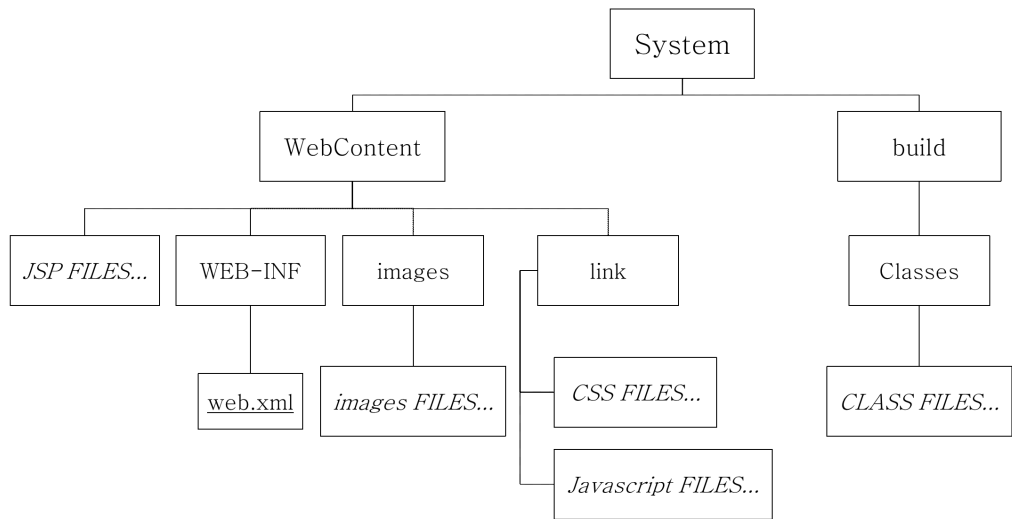 System
WebContent
build
JSP FILES...
WEB-INF
images
link
Classes
web.xml
images FILES...
CSS FILES...
CLASS FILES...
Javascript FILES...